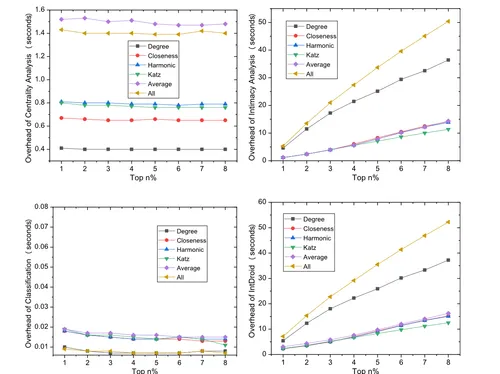 Overhead of Centrality Analysis (seconds)
1.6
1.4
1.2
1.0
0.8
0.6
0.4
Degree
Closeness
Harmonic
Katz
Average
All
1 2 3 4 5 6 7 8
Top n%
Overhead of Intimacy Analysis (seconds)
50
40
30
20
10
0
Degree
Closeness
Harmonic
Katz
Average
All
1 2 3 4 5 6 7 8
Top n%
Overhead of Classification (seconds)
0.08
0.07
0.06
0.05
0.04
0.03
0.02
0.01
Degree
Closeness
Harmonic
Katz
Average
All
1 2 3 4 5 6 7 8
Top n%
Overhead of IntDroid (seconds)
60
50
40
30
20
10
0
Degree
Closeness
Harmonic
Katz
Average
All
1 2 3 4 5 6 7 8
Top n%